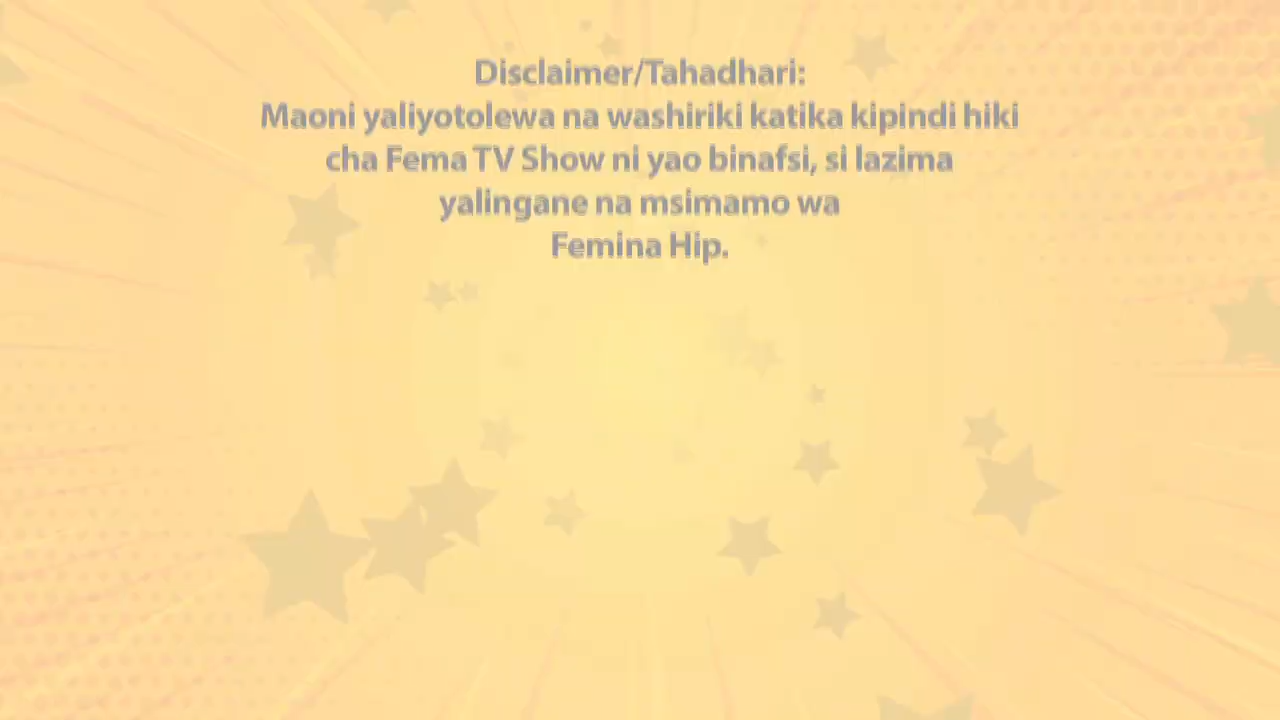 Disclaimer/Tahadhari:
Maoni yaliyotolewa na washiriki katika kipindi hiki
cha Fema TV Show ni yao binafsi, si lazima
yalingane na msimamo wa
Femina Hip.